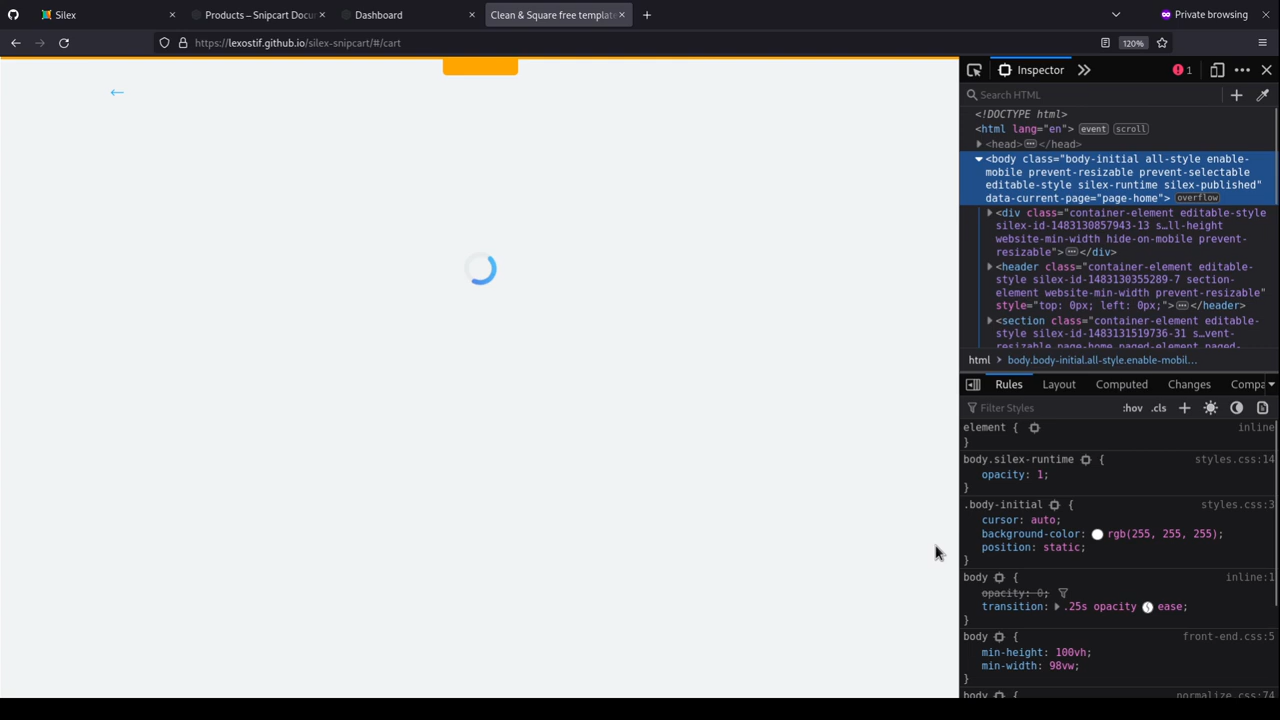 Silex
Products – Snipcart Docu
Dashboard
Clean & Square free templat
Private browsing
https://lexostif.github.io/silex-snipcart/#/cart
120%
←
Inspector
1
Search HTML
<!DOCTYPE html>
<html lang="en"> event scroll
<head> </head>
<body class="body-initial all-style enable-
mobile prevent-resizable prevent-selectable
editable-style silex-runtime silex-published"
data-current-page="page-home"> overflow
<div class="container-element editable-style
silex-id-1483130857943-13 s…ll-height
website-min-width hide-on-mobile prevent-
resizable"> </div>
<header class="container-element editable-
style silex-id-1483130355289-7 section-
element website-min-width prevent-resizable"
style="top: 0px; left: 0px;"> </header>
<section class="container-element editable-
style silex-id-1483131519736-31 s…vent-
resizable page-home paged-element paged-
html
body.body-initial.all-style.enable-mobil…
Rules
Layout
Computed
Changes
Compa
Filter Styles
:hov
.cls
element {
inline
}
body.silex-runtime {
styles.css:14
opacity: 1;
}
.body-initial {
styles.css:3
cursor: auto;
background-color: rgb(255, 255, 255);
position: static;
}
body {
inline:1
opacity: 0;
transition: .25s opacity ease;
}
body {
front-end.css:5
min-height: 100vh;
min-width: 98vw;
}
body {
normalize.css:74